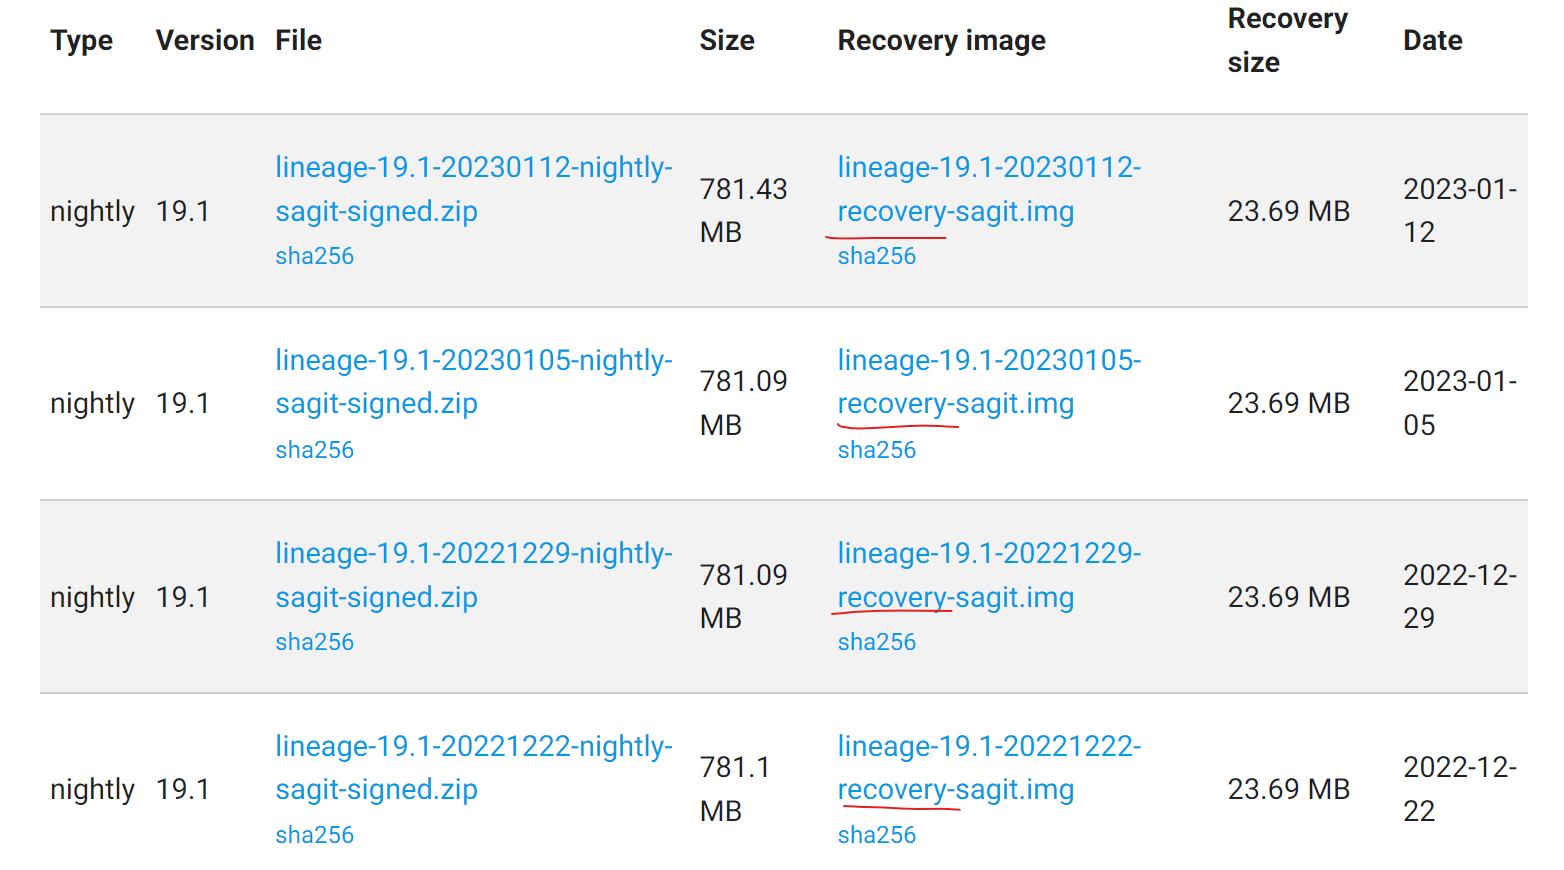 Type Version File Size Recovery image Recovery size Date
nightly 19.1 lineage-19.1-20230112-nightly-sagit-signed.zip sha256 781.43 MB lineage-19.1-20230112-recovery-sagit.img sha256 23.69 MB 2023-01-12
nightly 19.1 lineage-19.1-20230105-nightly-sagit-signed.zip sha256 781.09 MB lineage-19.1-20230105-recovery-sagit.img sha256 23.69 MB 2023-01-05
nightly 19.1 lineage-19.1-20221229-nightly-sagit-signed.zip sha256 781.09 MB lineage-19.1-20221229-recovery-sagit.img sha256 23.69 MB 2022-12-29
nightly 19.1 lineage-19.1-20221222-nightly-sagit-signed.zip sha256 781.1 MB lineage-19.1-20221222-recovery-sagit.img sha256 23.69 MB 2022-12-22